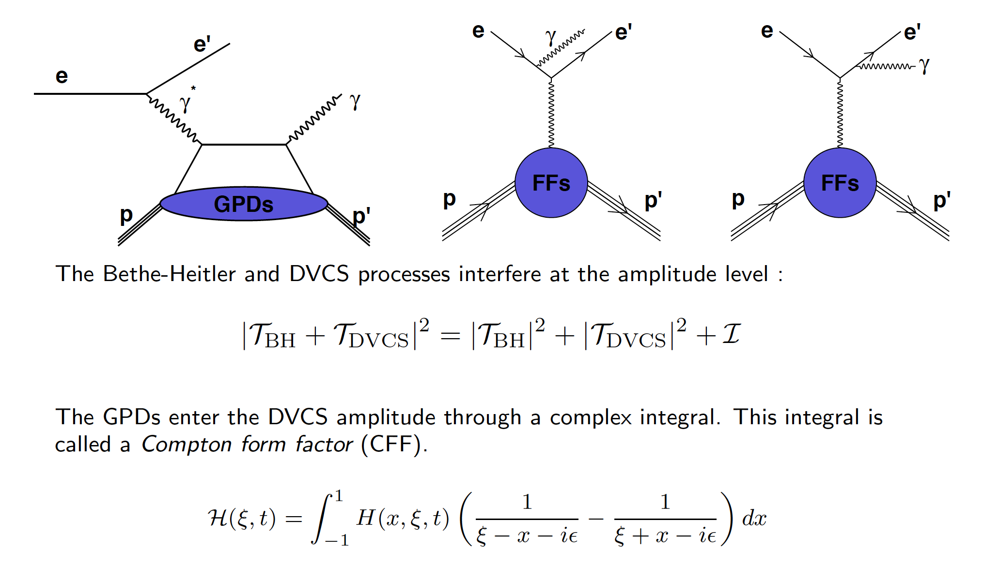 e e' γ* γ GPDs p p'
e γ e' FFs p p'
e e' γ FFs p p'
The Bethe-Heitler and DVCS processes interfere at the amplitude level :
|𝒯_BH + 𝒯_DVCS|² = |𝒯_BH|² + |𝒯_DVCS|² + ℐ
The GPDs enter the DVCS amplitude through a complex integral. This integral is
called a Compton form factor (CFF).
ℋ(ξ, t) = ∫_{-1}^{1} H(x, ξ, t) ( 1/(ξ − x − iϵ) − 1/(ξ + x − iϵ) ) dx